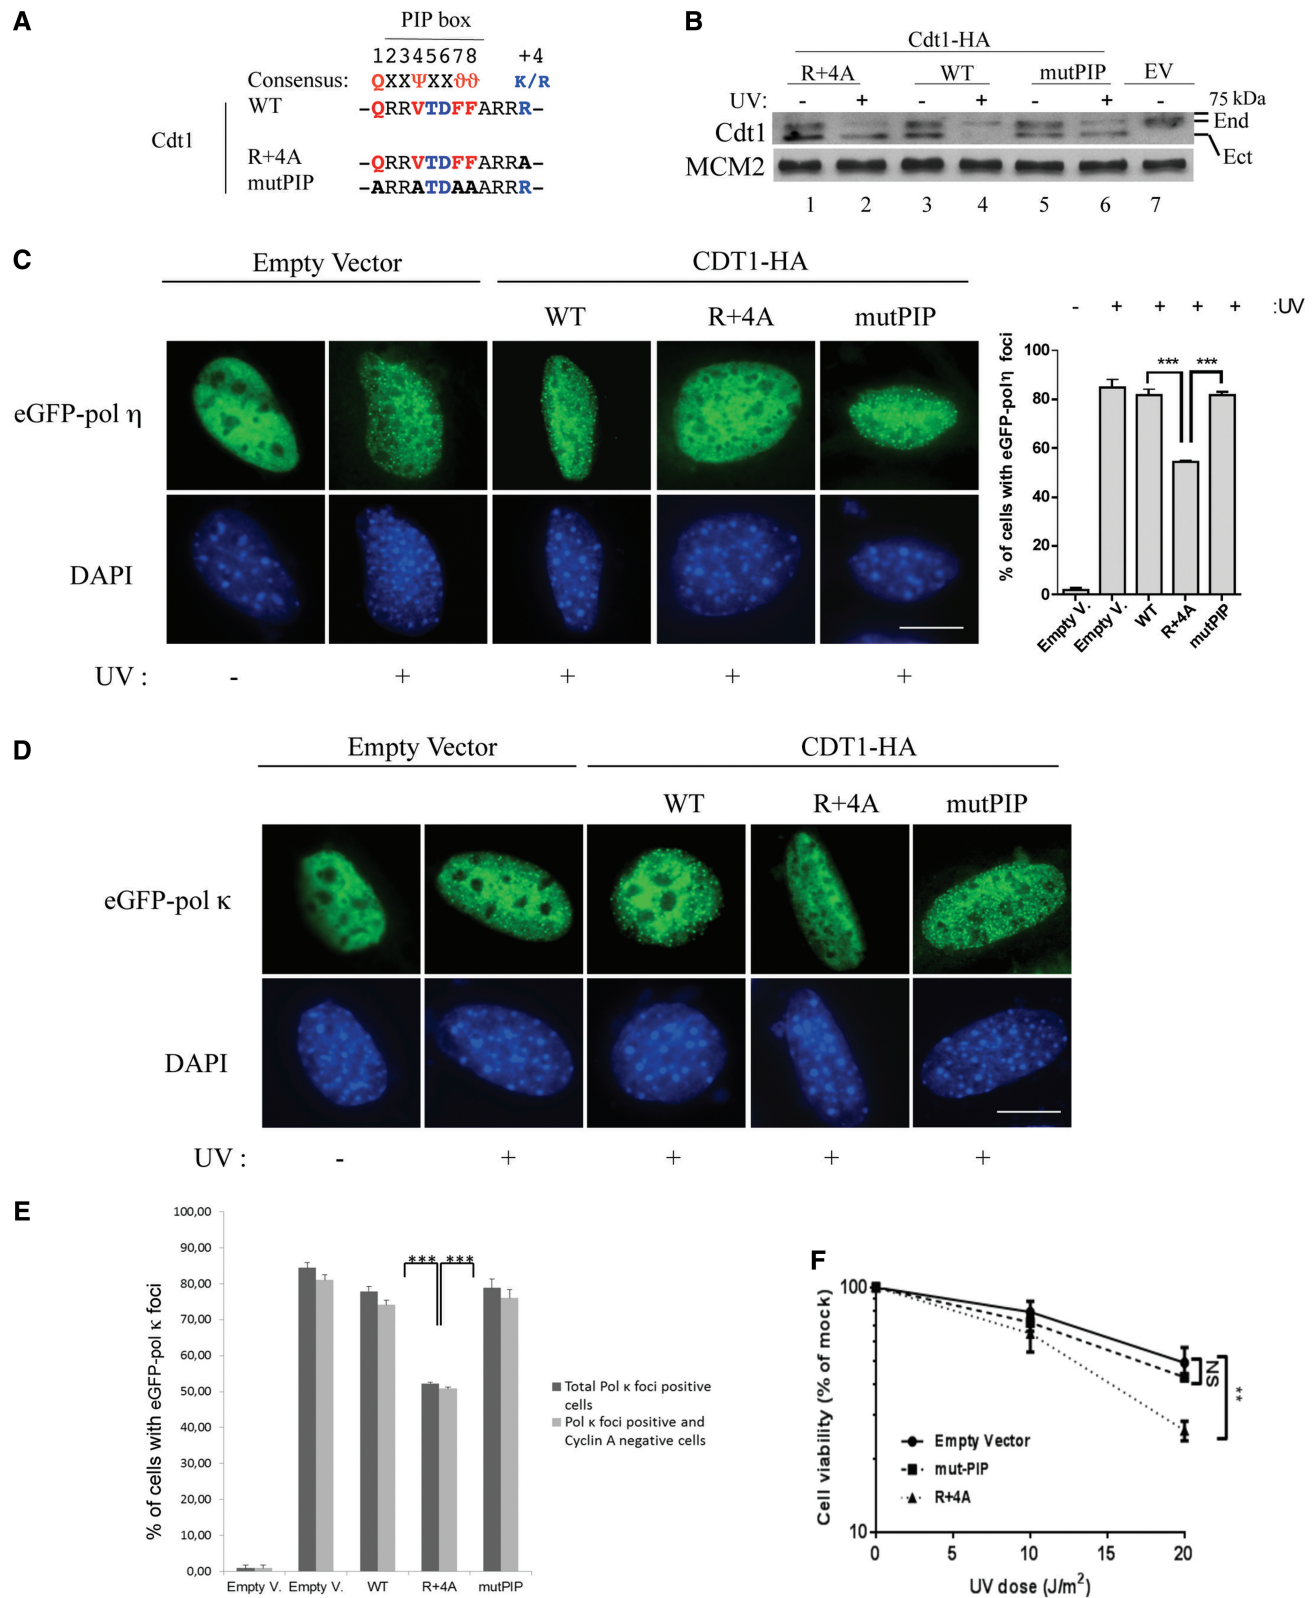 A
PIP box
12345678 +4
Consensus: QXXΨXXϑϑ K/R
WT –QRRVTDFFARRR–
Cdt1
R+4A –QRRVTDFFARRA–
mutPIP –ARRATDAAARRR–
B
Cdt1-HA
R+4A WT mutPIP EV
UV: - + - + - + - 75 kDa
Cdt1 End
Ect
MCM2
1 2 3 4 5 6 7
C
Empty Vector CDT1-HA
WT R+4A mutPIP
eGFP-pol η
DAPI
UV : - + + + +
- + + + + :UV
% of cells with eGFP-polη foci
100
80
60
40
20
0
*** ***
Empty V. Empty V. WT R+4A mutPIP
D
Empty Vector CDT1-HA
WT R+4A mutPIP
eGFP-pol κ
DAPI
UV : - + + + +
E
% of cells with eGFP-pol κ foci
100,00
90,00
80,00
70,00
60,00
50,00
40,00
30,00
20,00
10,00
0,00
*** ***
Empty V. Empty V. WT R+4A mutPIP
Total Pol κ foci positive
cells
Pol κ foci positive and
Cyclin A negative cells
F
Cell viability (% of mock)
100
10
NS
**
Empty Vector
mut-PIP
R+4A
0 5 10 15 20
UV dose (J/m²)